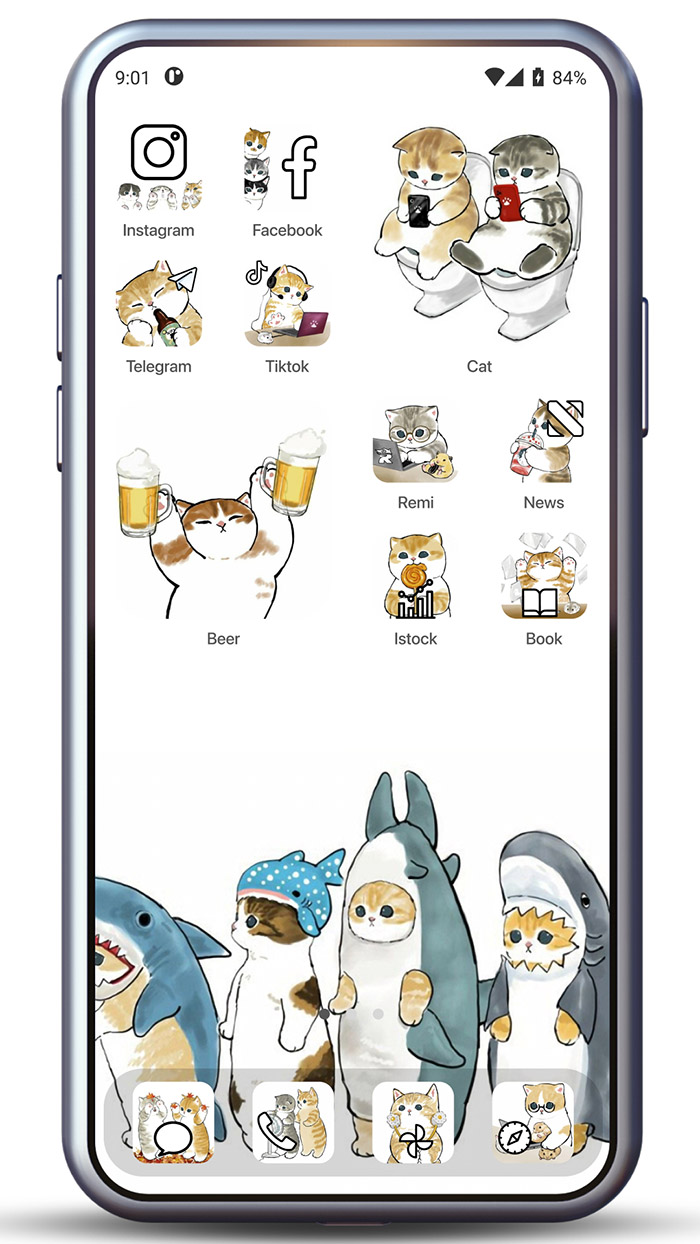 9:01
84%
Instagram
Facebook
Telegram
Tiktok
Cat
Remi
News
Beer
Istock
Book